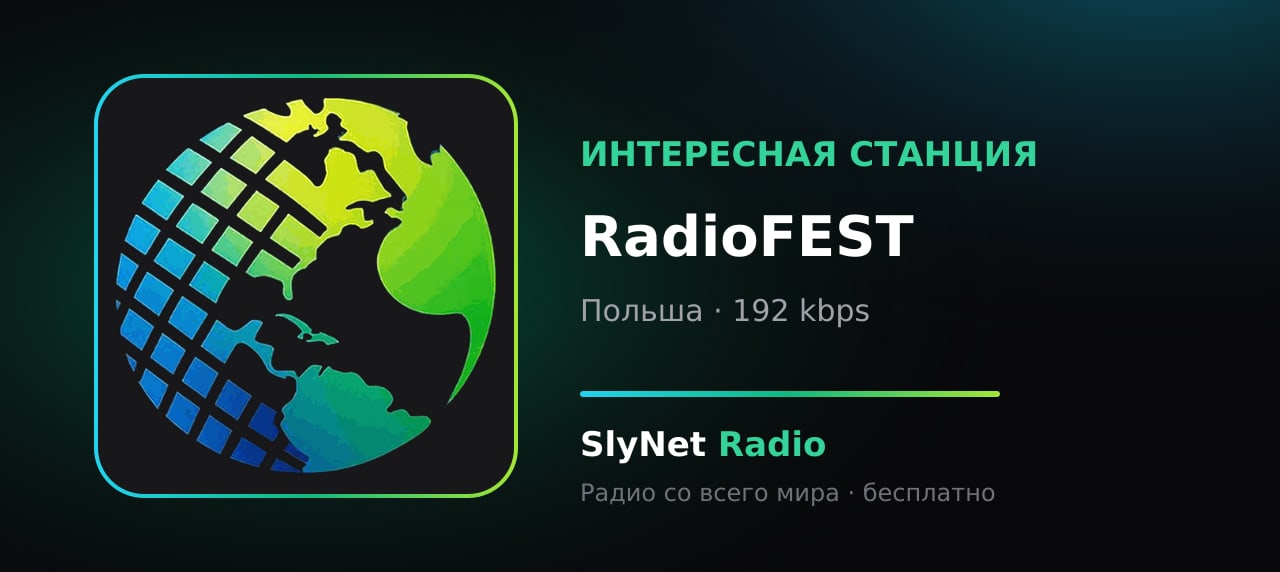 ИНТЕРЕСНАЯ СТАНЦИЯ
RadioFEST
Польша · 192 kbps
SlyNet Radio
Радио со всего мира · бесплатно